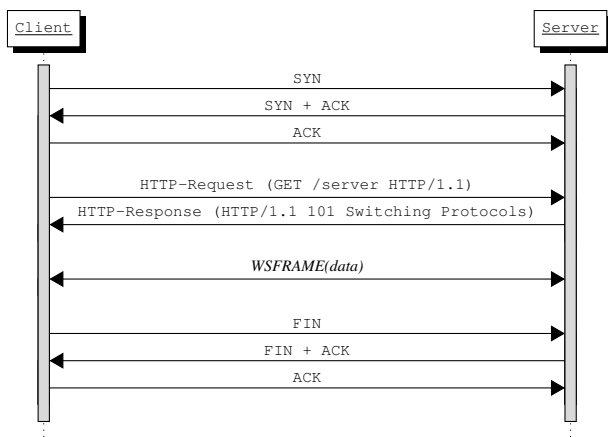 Client
Server
SYN
SYN + ACK
ACK
HTTP-Request (GET /server HTTP/1.1)
HTTP-Response (HTTP/1.1 101 Switching Protocols)
WSFRAME(data)
FIN
FIN + ACK
ACK